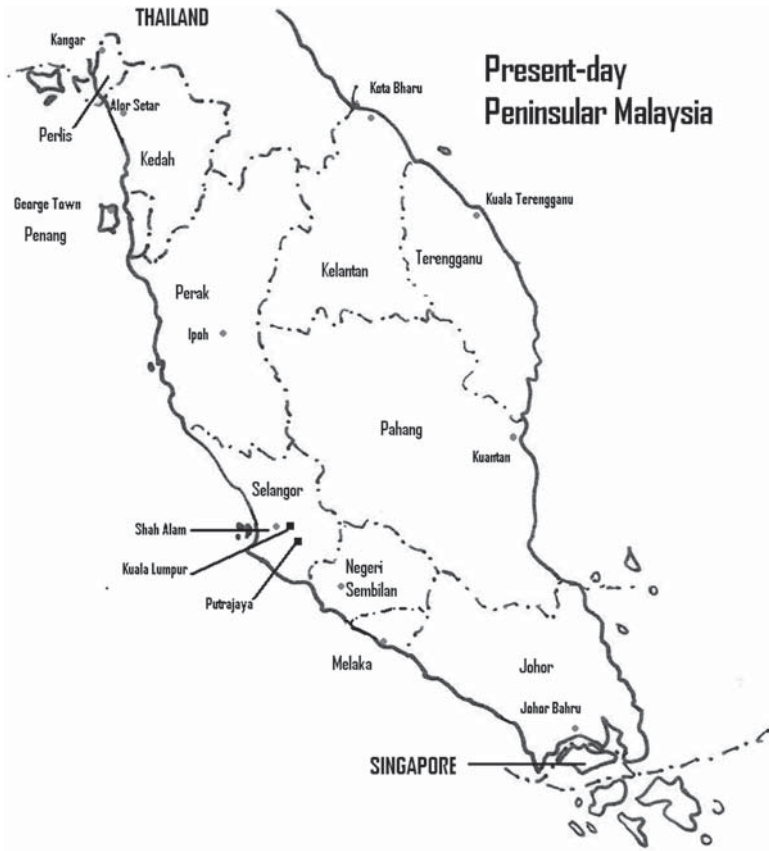 THAILAND
Kangar
Present-day
Peninsular Malaysia
Kota Bharu
Alor Setar
Perlis
Kedah
George Town
Penang
Kuala Terengganu
Terengganu
Kelantan
Perak
Ipoh
Pahang
Kuantan
Selangor
Shah Alam
Kuala Lumpur
Negeri
Sembilan
Putrajaya
Melaka
Johor
Johor Bahru
SINGAPORE